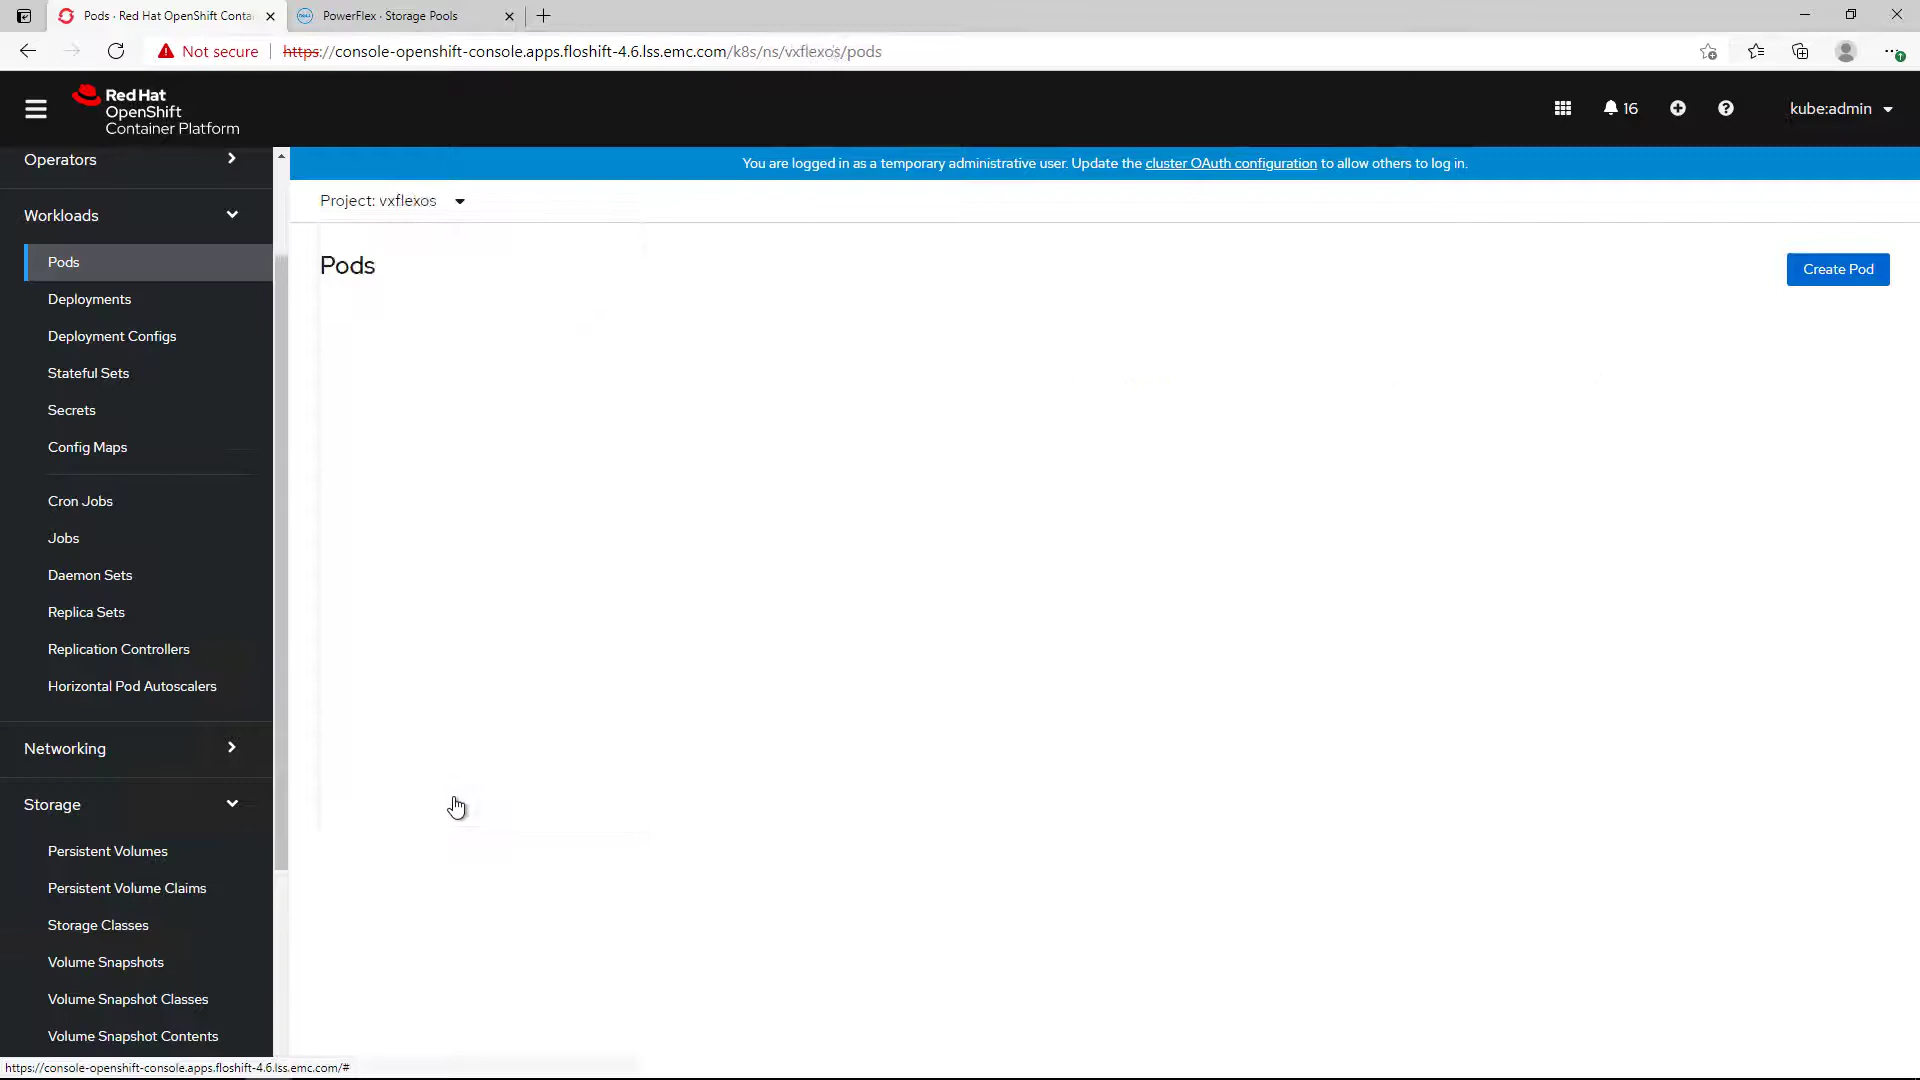 Pods · Red Hat OpenShift Conta
PowerFlex - Storage Pools
Not secure
https://console-openshift-console.apps.floshift-4.6.lss.emc.com/k8s/ns/vxflexos/pods
Red Hat
OpenShift
Container Platform
16
kube:admin
You are logged in as a temporary administrative user. Update the cluster OAuth configuration to allow others to log in.
Project: vxflexos
Pods
Create Pod
Operators
Workloads
Pods
Deployments
Deployment Configs
Stateful Sets
Secrets
Config Maps
Cron Jobs
Jobs
Daemon Sets
Replica Sets
Replication Controllers
Horizontal Pod Autoscalers
Networking
Storage
Persistent Volumes
Persistent Volume Claims
Storage Classes
Volume Snapshots
Volume Snapshot Classes
Volume Snapshot Contents
https://console-openshift-console.apps.floshift-4.6.lss.emc.com/#